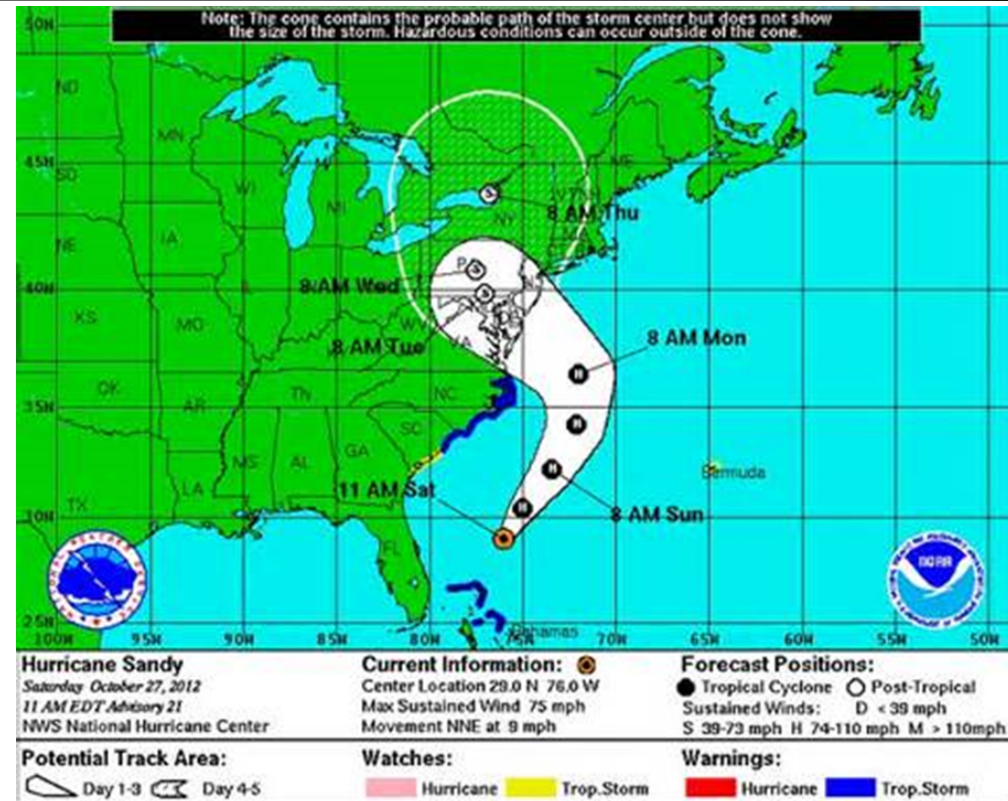 Note: The cone contains the probable path of the storm center but does not show
the size of the storm. Hazardous conditions can occur outside of the cone.
50N
ND
MN
45N
SD
WI
MI
ME
VT
NH
NY
MA
8 AM Thu
NE
IA
PA
NJ
8 AM Wed
40N
IL
KS
MO
WV
VA
DE
8 AM Tue
8 AM Mon
OK
AR
TN
NC
35N
SC
MS
AL
GA
Bermuda
TX
LA
11 AM Sat
8 AM Sun
30N
FL
NOAA
25N
Bahamas
100W 95W 90W 85W 80W 75W 70W 65W 60W 55W 50W
Hurricane Sandy
Saturday October 27, 2012
11 AM EDT Advisory 21
NWS National Hurricane Center
Current Information:
Center Location 29.0 N 76.0 W
Max Sustained Wind 75 mph
Movement NNE at 9 mph
Forecast Positions:
Tropical Cyclone Post-Tropical
Sustained Winds: D < 39 mph
S 39-73 mph H 74-110 mph M > 110mph
Potential Track Area:
Day 1-3 Day 4-5
Watches:
Hurricane Trop.Storm
Warnings:
Hurricane Trop.Storm